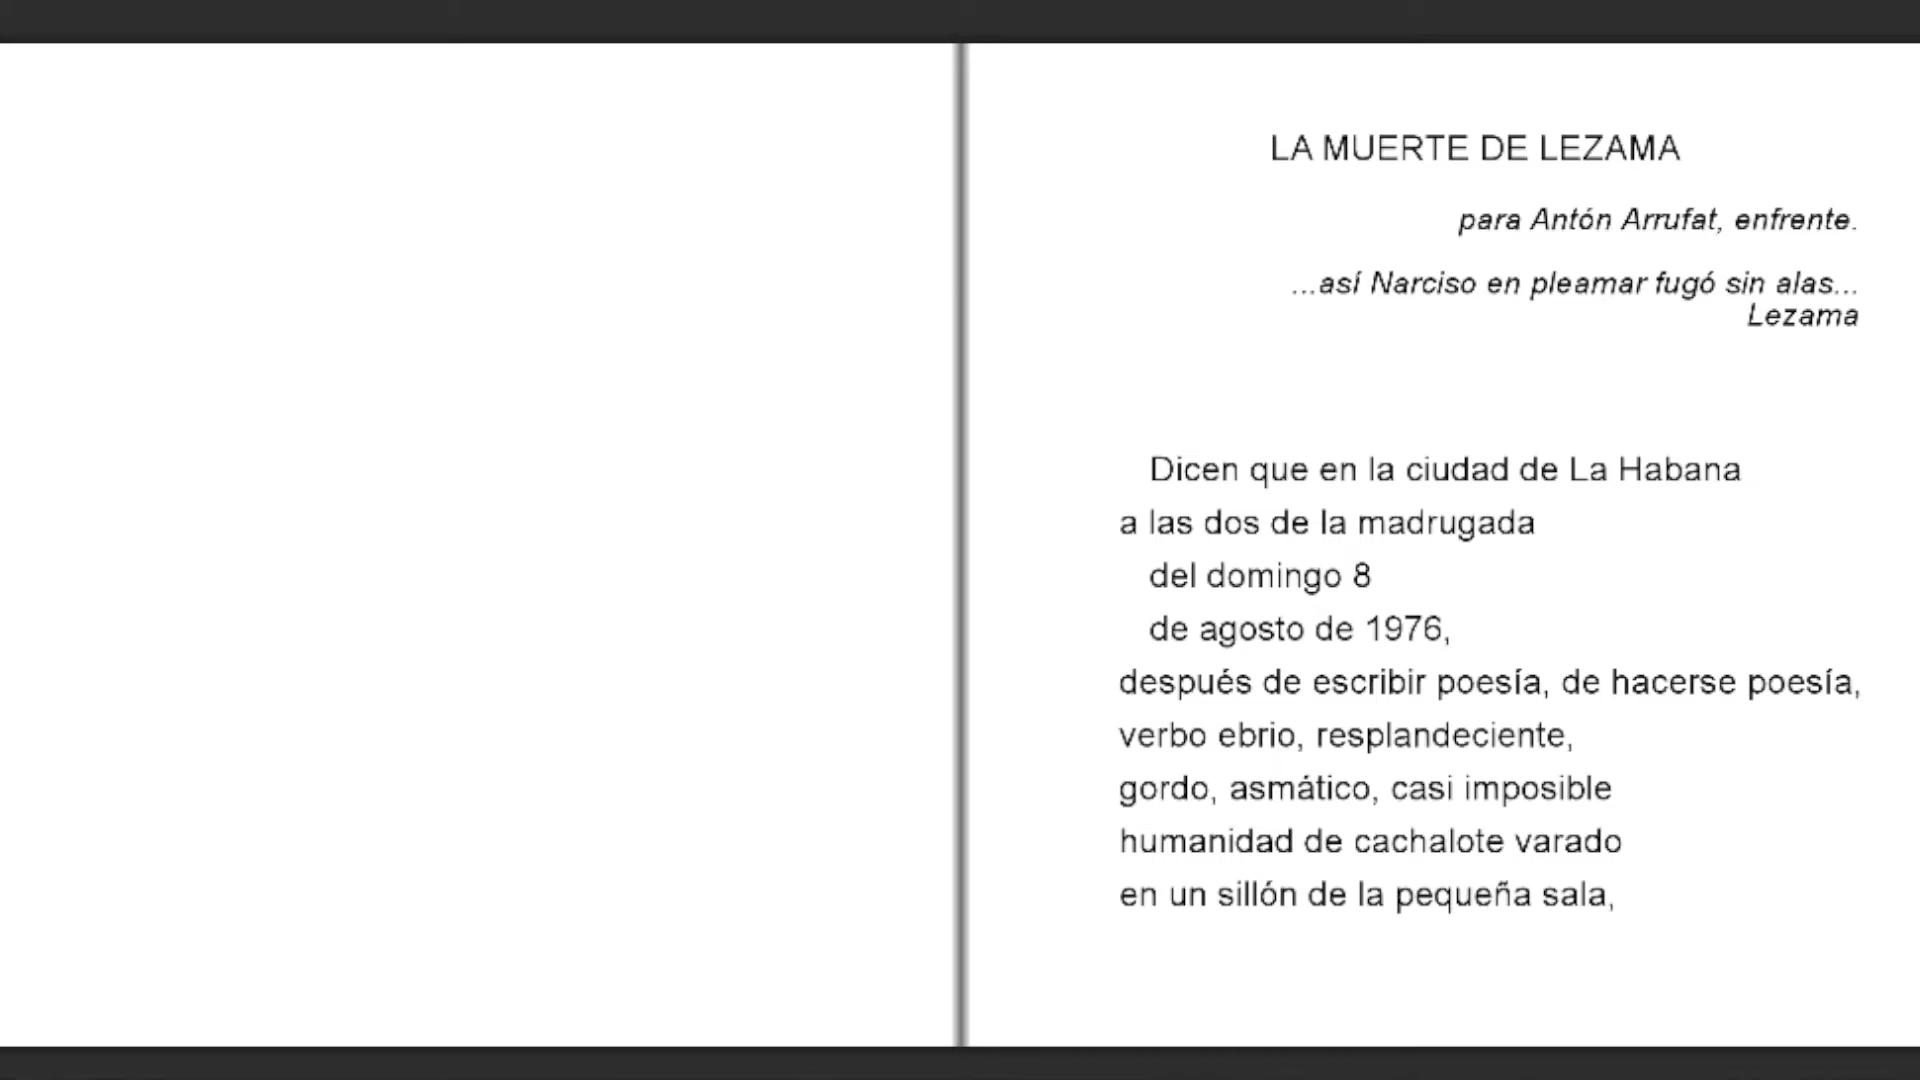 LA MUERTE DE LEZAMA
para Antón Arrufat, enfrente.
...así Narciso en pleamar fugó sin alas...
Lezama
Dicen que en la ciudad de La Habana
a las dos de la madrugada
del domingo 8
de agosto de 1976,
después de escribir poesía, de hacerse poesía,
verbo ebrio, resplandeciente,
gordo, asmático, casi imposible
humanidad de cachalote varado
en un sillón de la pequeña sala,